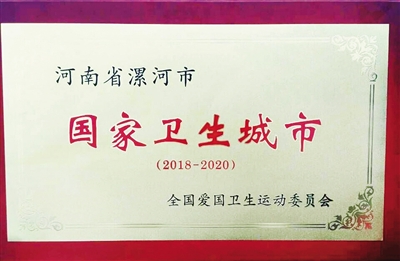 河南省漯河市
国家卫生城市
(2018-2020)
全国爱国卫生运动委员会